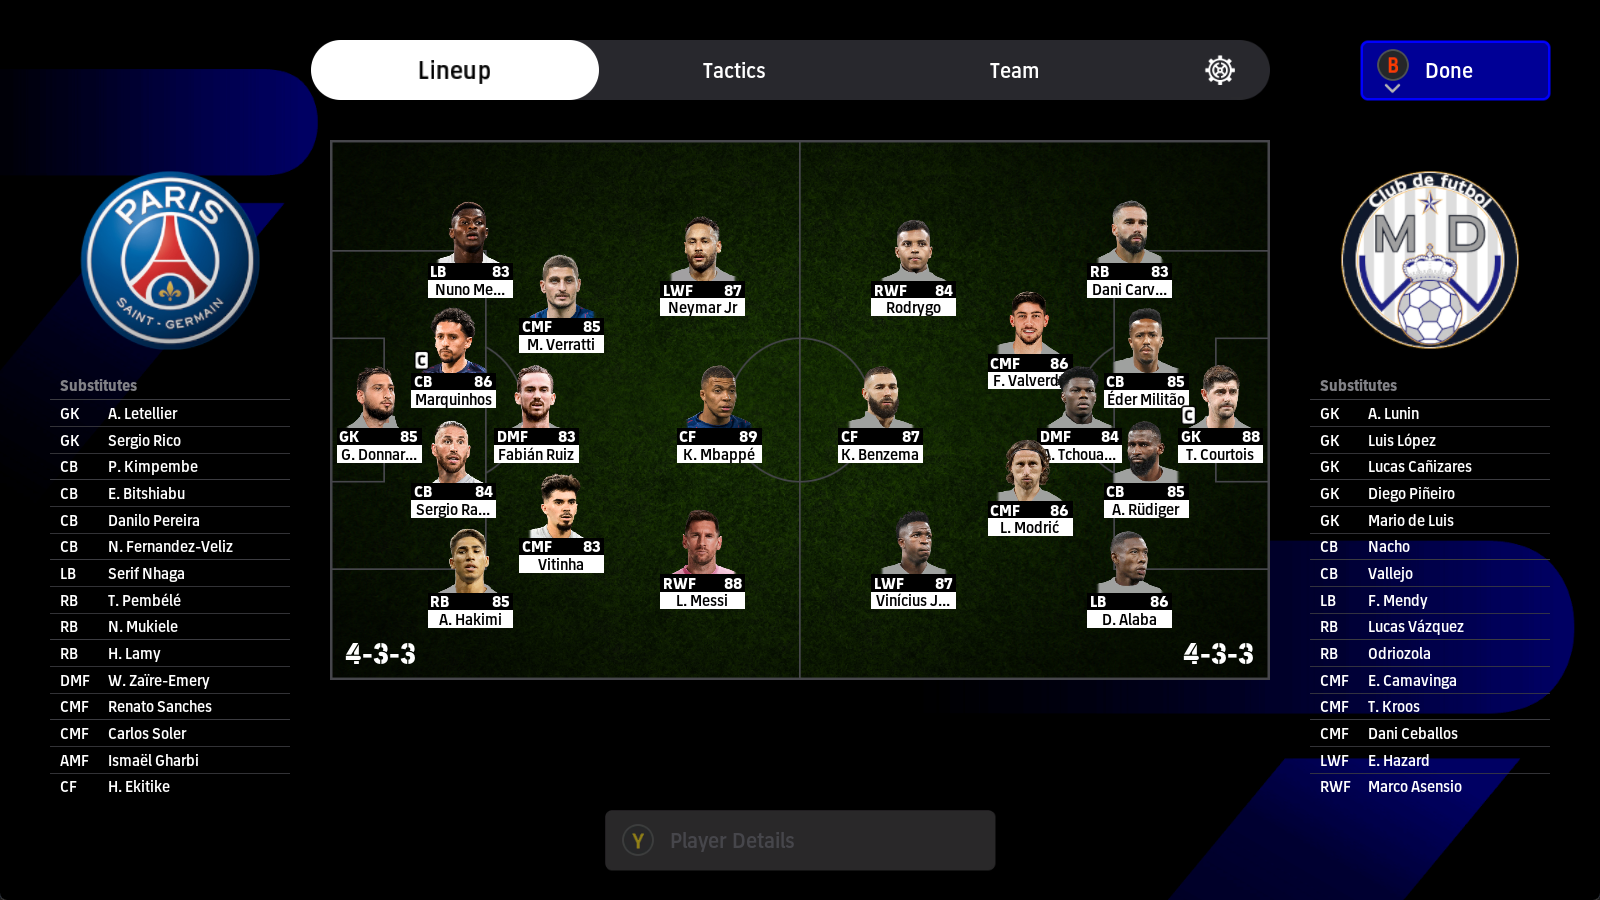 Lineup
Tactics
Team
B
Done
PARIS
SAINT - GERMAIN
Club de futbol
M D
Substitutes
GK A. Letellier
GK Sergio Rico
CB P. Kimpembe
CB E. Bitshiabu
CB Danilo Pereira
CB N. Fernandez-Veliz
LB Serif Nhaga
RB T. Pembélé
RB N. Mukiele
RB H. Lamy
DMF W. Zaïre-Emery
CMF Renato Sanches
CMF Carlos Soler
AMF Ismaël Gharbi
CF H. Ekitike
LB 83
Nuno Me...
CMF 85
M. Verratti
LWF 87
Neymar Jr
C
CB 86
Marquinhos
GK 85
G. Donnar...
DMF 83
Fabián Ruiz
CF 89
K. Mbappé
CB 84
Sergio Ra...
CMF 83
Vitinha
RWF 88
L. Messi
RB 85
A. Hakimi
4-3-3
RWF 84
Rodrygo
RB 83
Dani Carv...
CMF 86
F. Valverd
CB 85
Éder Militão
C
CF 87
K. Benzema
DMF 84
A. Tchoua...
GK 88
T. Courtois
CB 85
A. Rüdiger
CMF 86
L. Modrić
LWF 87
Vinícius J...
LB 86
D. Alaba
4-3-3
Substitutes
GK A. Lunin
GK Luis López
GK Lucas Cañizares
GK Diego Piñeiro
GK Mario de Luis
CB Nacho
CB Vallejo
LB F. Mendy
RB Lucas Vázquez
RB Odriozola
CMF E. Camavinga
CMF T. Kroos
CMF Dani Ceballos
LWF E. Hazard
RWF Marco Asensio
Y
Player Details